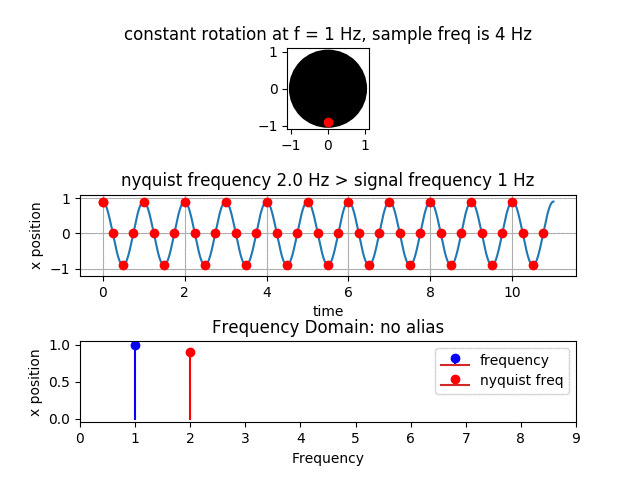 constant rotation at f = 1 Hz, sample freq is 4 Hz
1
0
−1
−1 0 1
nyquist frequency 2.0 Hz > signal frequency 1 Hz
x position
1
0
−1
0 2 4 6 8 10
time
Frequency Domain: no alias
x position
1.0
0.5
0.0
frequency
nyquist freq
0 1 2 3 4 5 6 7 8 9
Frequency